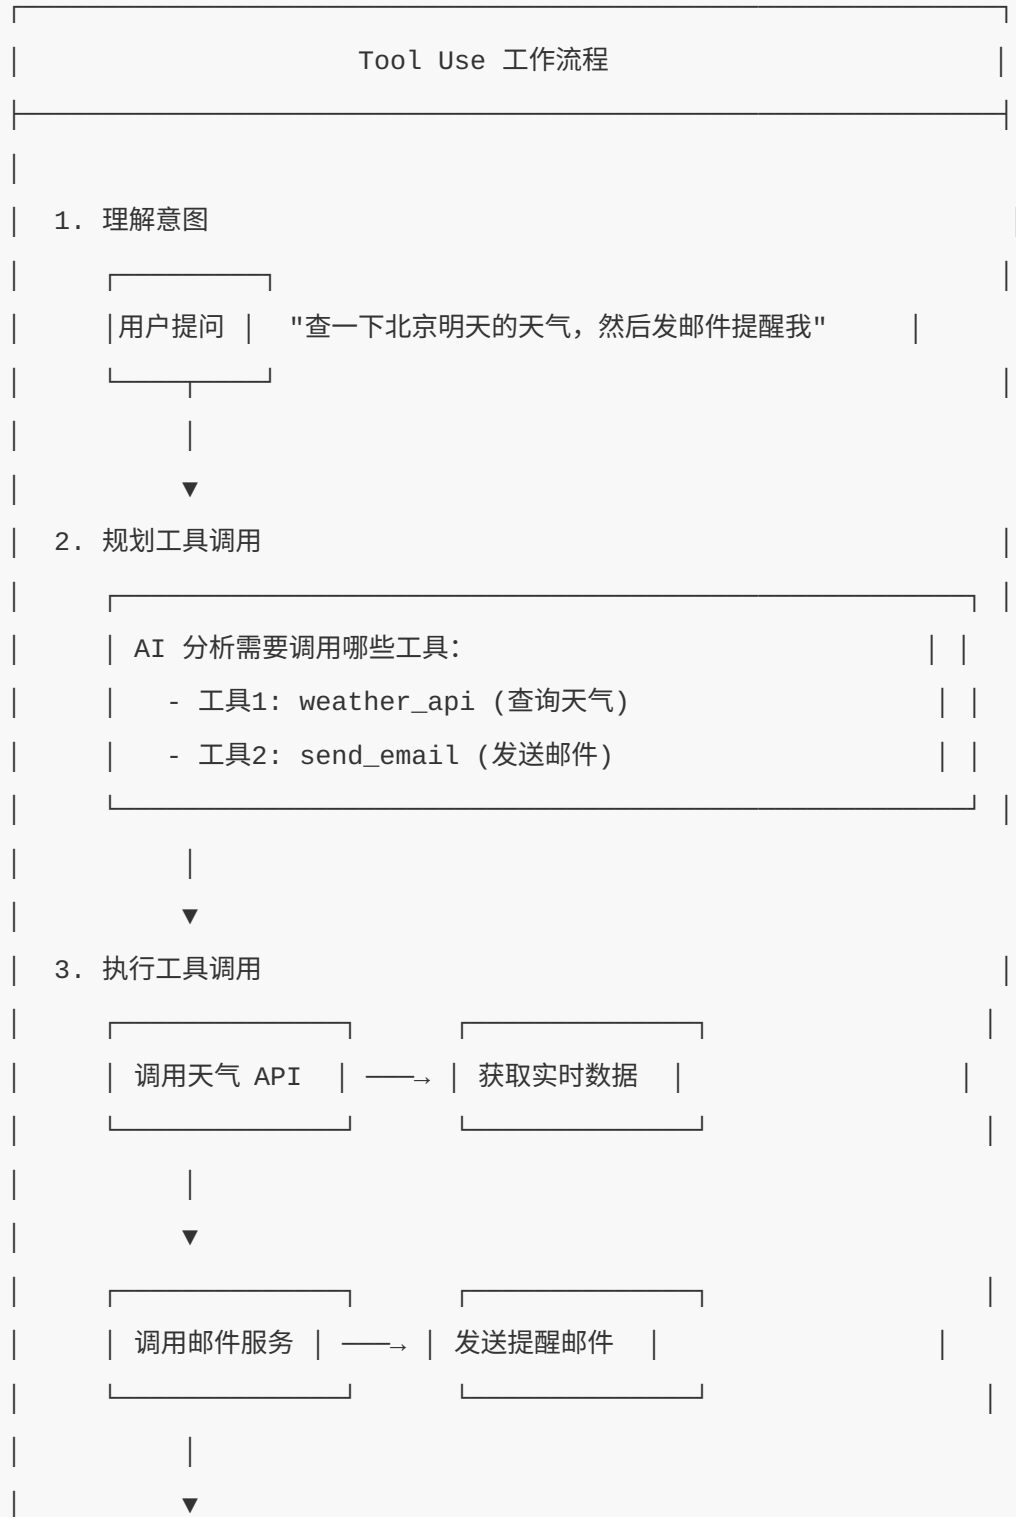 Tool Use 工作流程
1. 理解意图
用户提问 "查一下北京明天的天气，然后发邮件提醒我"
2. 规划工具调用
AI 分析需要调用哪些工具：
- 工具1: weather_api (查询天气)
- 工具2: send_email (发送邮件)
3. 执行工具调用
调用天气 API ───→ 获取实时数据
调用邮件服务 ───→ 发送提醒邮件